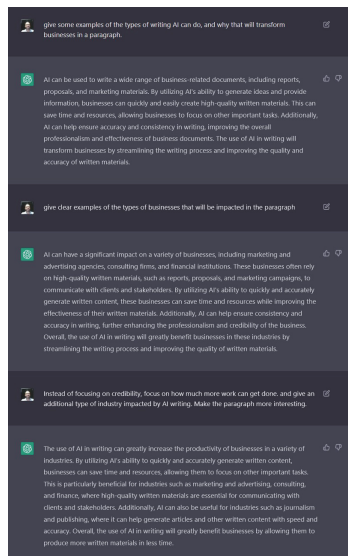 give some examples of the types of writing AI can do, and why that will transform
businesses in a paragraph.
AI can be used to write a wide range of business-related documents, including reports,
proposals, and marketing materials. By utilizing AI's ability to generate ideas and provide
information, businesses can quickly and easily create high-quality written materials. This can
save time and resources, allowing businesses to focus on other important tasks. Additionally,
AI can help ensure accuracy and consistency in writing, improving the overall
professionalism and effectiveness of business documents. The use of AI in writing will
transform businesses by streamlining the writing process and improving the quality and
accuracy of written materials.
give clear examples of the types of businesses that will be impacted in the paragraph
AI can have a significant impact on a variety of businesses, including marketing and
advertising agencies, consulting firms, and financial institutions. These businesses often rely
on high-quality written materials, such as reports, proposals, and marketing campaigns, to
communicate with clients and stakeholders. By utilizing AI's ability to quickly and accurately
generate written content, these businesses can save time and resources while improving the
effectiveness of their written materials. Additionally, AI can help ensure consistency and
accuracy in writing, further enhancing the professionalism and credibility of the business.
Overall, the use of AI in writing will greatly benefit businesses in these industries by
streamlining the writing process and improving the quality of written materials.
Instead of focusing on credibility, focus on how much more work can get done. and give an
additional type of industry impacted by AI writing. Make the paragraph more interesting.
The use of AI in writing can greatly increase the productivity of businesses in a variety of
industries. By utilizing AI's ability to quickly and accurately generate written content,
businesses can save time and resources, allowing them to focus on other important tasks.
This is particularly beneficial for industries such as marketing and advertising, consulting,
and finance, where high-quality written materials are essential for communicating with
clients and stakeholders. Additionally, AI can also be useful for industries such as journalism
and publishing, where it can help generate articles and other written content with speed and
accuracy. Overall, the use of AI in writing will greatly benefit businesses by allowing them to
produce more written materials in less time.